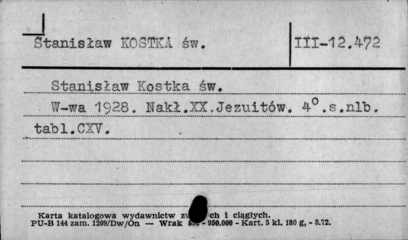 Stanisław KOSTKA św.
III-12.472
Stanisław Kostka św.
W-wa 1928. Nakł.XX.Jezuitów. 4°.s.nlb.
tabl.CXV.
Karta katalogowa wydawnictw ch i ciągłych.
PU-B 144 zam. 1209/Dw/On — Wrak - 950.000 - Kart. 5 kl. 180 g, - 8.72.